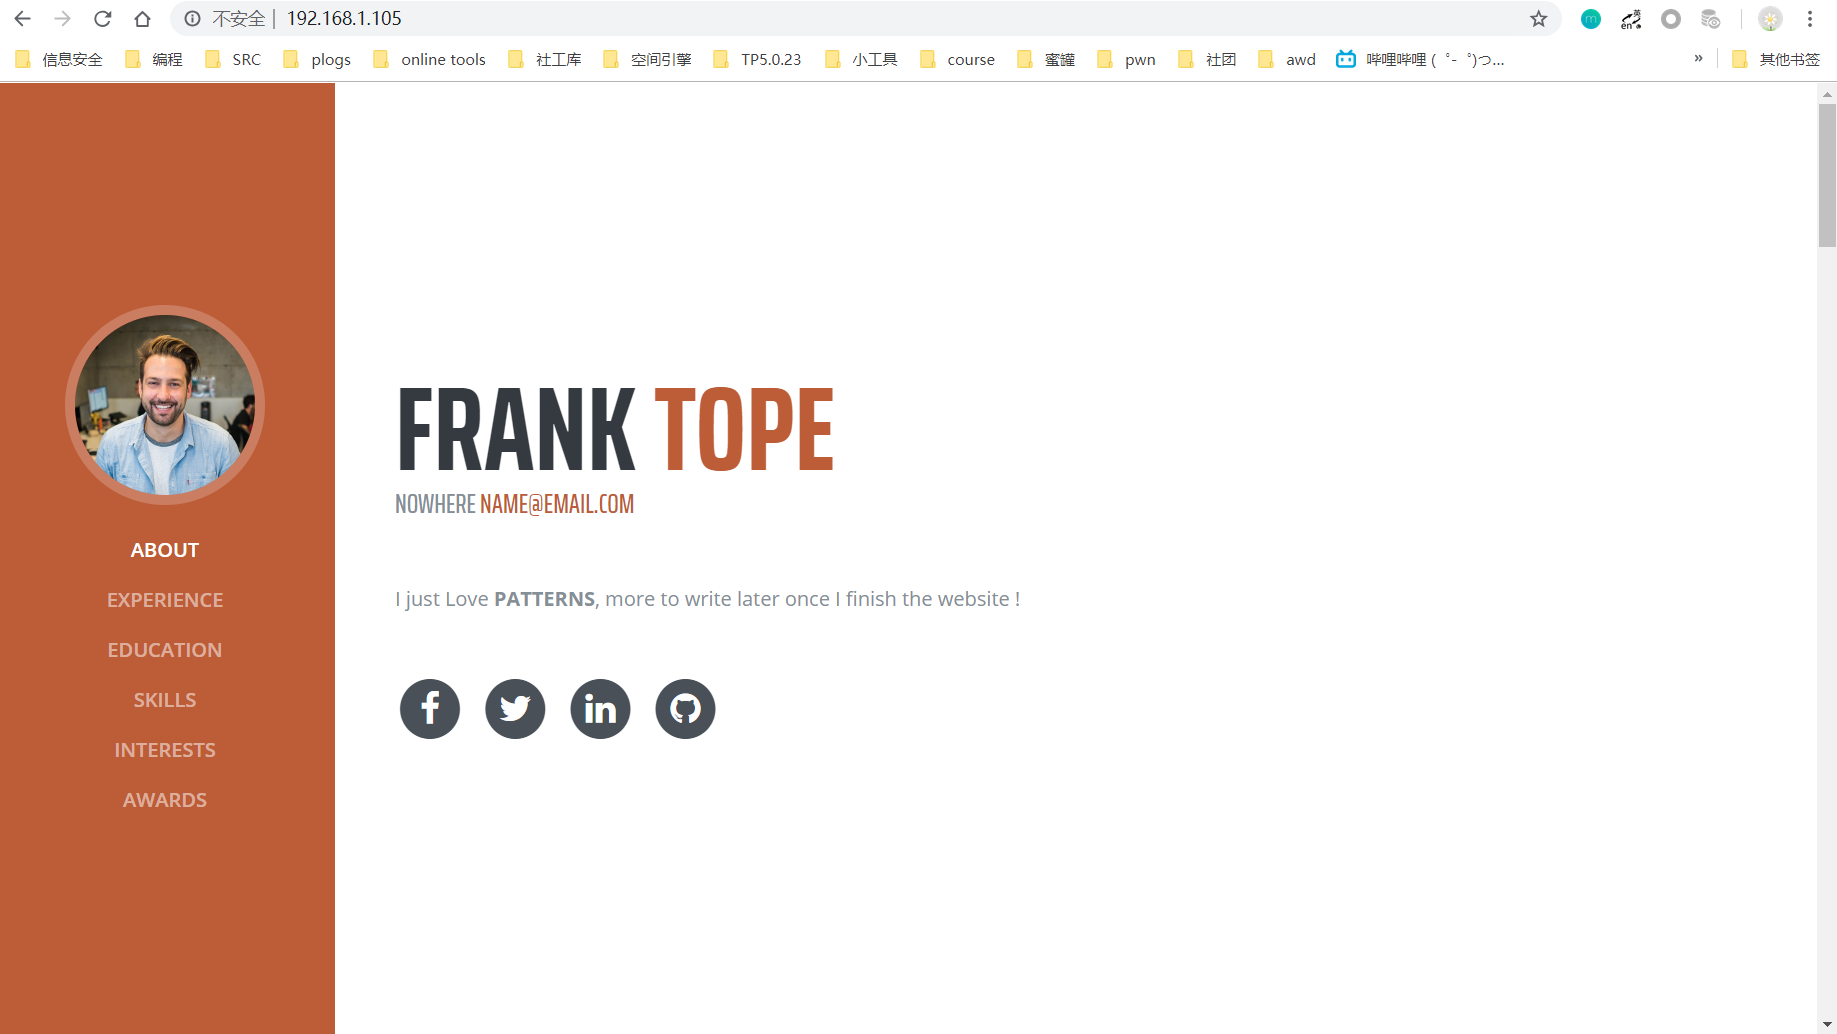 不安全 | 192.168.1.105
信息安全 编程 SRC plogs online tools 社工库 空间引擎 TP5.0.23 小工具 course 蜜罐 pwn 社团 awd 哔哩哔哩 ( ゜- ゜)つ... » 其他书签
ABOUT
EXPERIENCE
EDUCATION
SKILLS
INTERESTS
AWARDS
FRANK TOPE
NOWHERE NAME@EMAIL.COM
I just Love PATTERNS, more to write later once I finish the website !